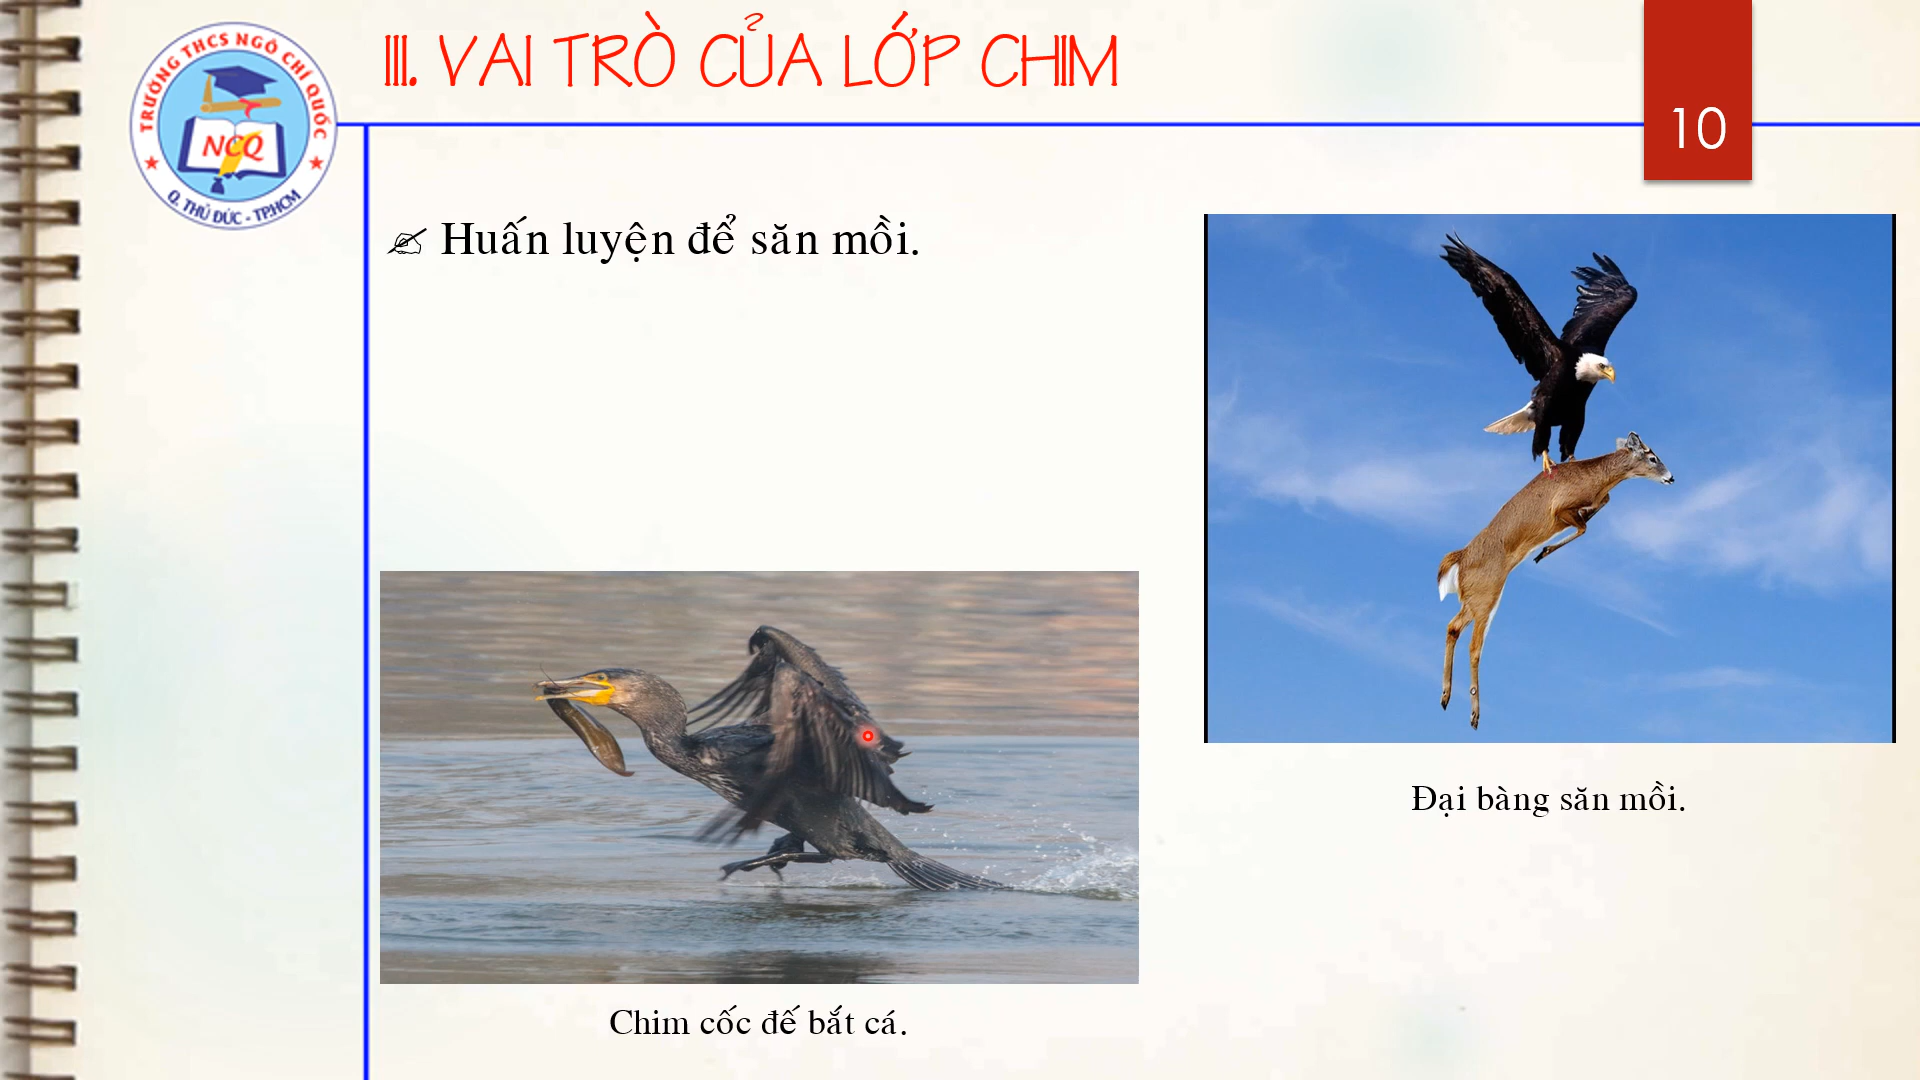 III. VAI TRÒ CỦA LỚP CHIM
10
TRƯỜNG THCS NGÔ CHÍ QUỐC
NCQ
Q. THỦ ĐỨC - TP.HCM
Huấn luyện để săn mồi.
Đại bàng săn mồi.
Chim cốc đế bắt cá.